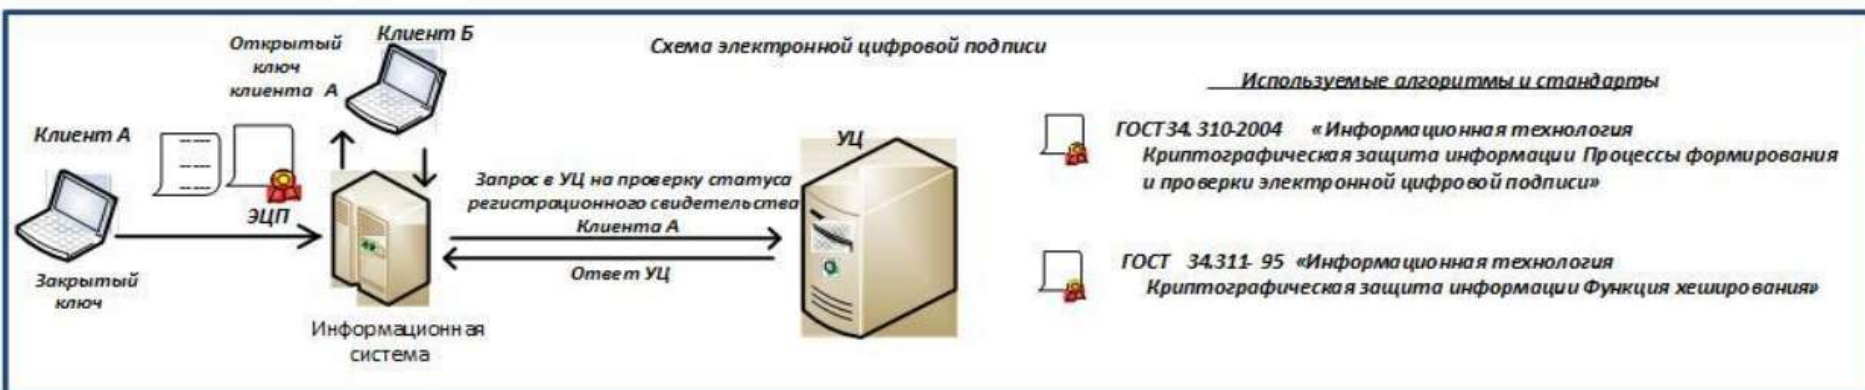 Схема электронной цифровой подписи
Клиент Б
Открытый
ключ
клиента А
Клиент А
ЭЦП
Закрытый
ключ
Информационная
система
Запрос в УЦ на проверку статуса
регистрационного свидетельства
Клиента А
Ответ УЦ
УЦ
Используемые алгоритмы и стандарты
ГОСТ 34. 310-2004 «Информационная технология
Криптографическая защита информации Процессы формирования
и проверки электронной цифровой подписи»
ГОСТ 34.311- 95 «Информационная технология
Криптографическая защита информации Функция хеширования»